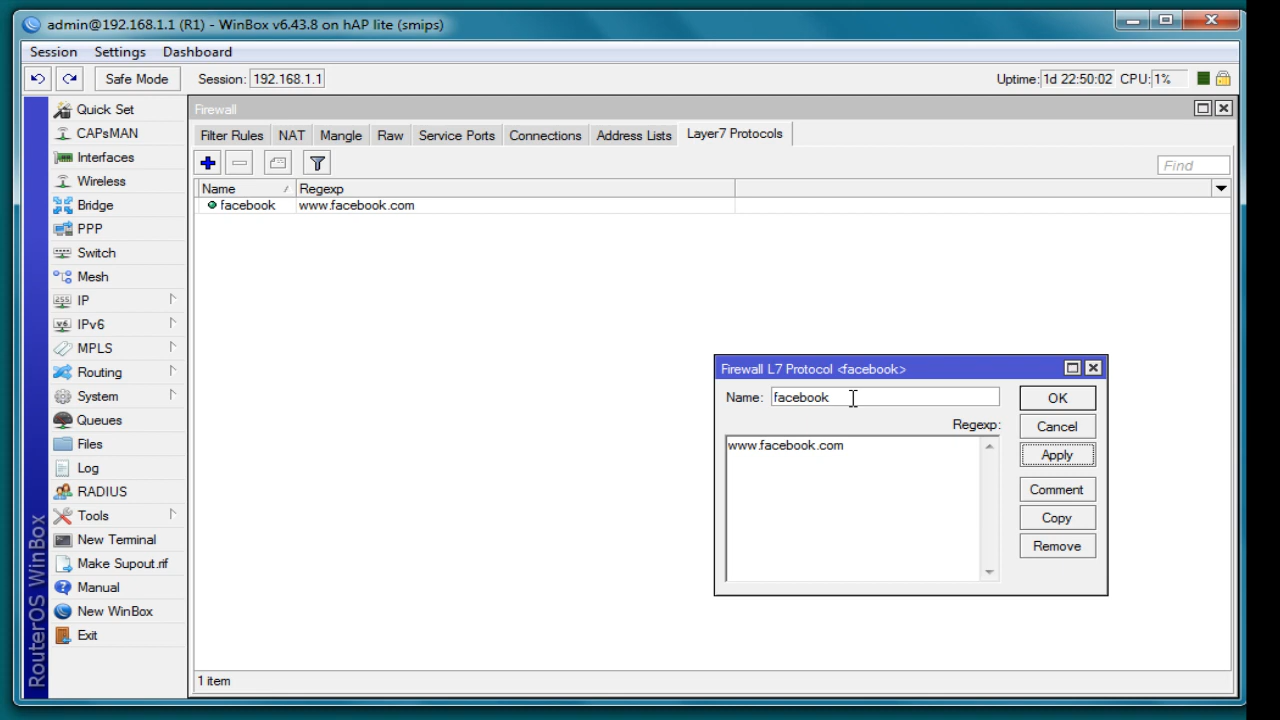 admin@192.168.1.1 (R1) - WinBox v6.43.8 on hAP lite (smips)
Session Settings Dashboard
Safe Mode Session: 192.168.1.1 Uptime: 1d 22:50:02 CPU: 1%
Quick Set
CAPsMAN
Interfaces
Wireless
Bridge
PPP
Switch
Mesh
255 IP
v6 IPv6
MPLS
Routing
System
Queues
Files
Log
RADIUS
Tools
New Terminal
Make Supout.rif
Manual
New WinBox
Exit
RouterOS WinBox
Firewall
Filter Rules NAT Mangle Raw Service Ports Connections Address Lists Layer7 Protocols
Find
Name Regexp
facebook www.facebook.com
Firewall L7 Protocol <facebook>
Name: facebook
Regexp:
www.facebook.com
OK
Cancel
Apply
Comment
Copy
Remove
1 item